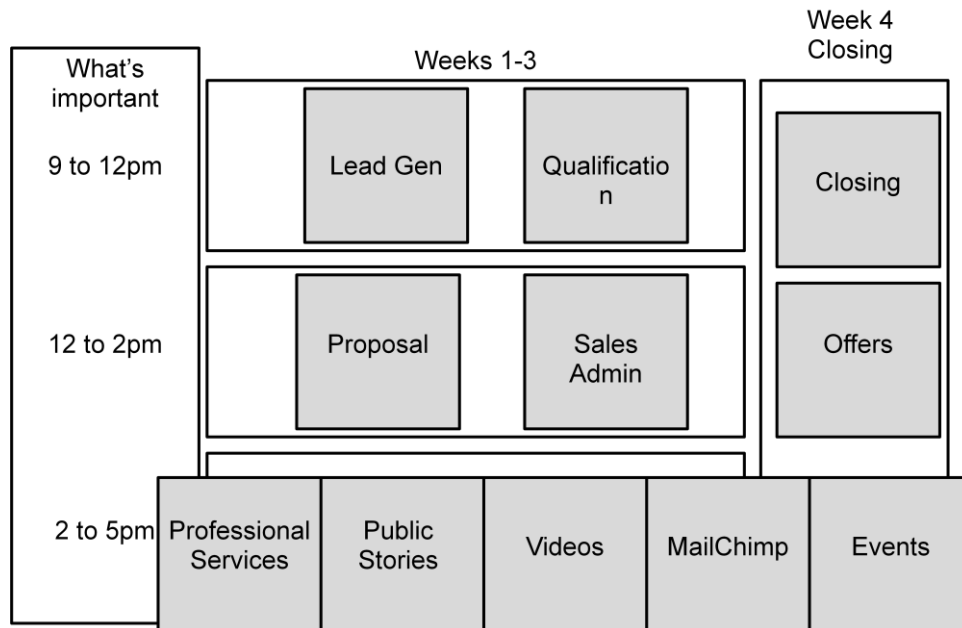 Week 4
Closing
What's
important
Weeks 1-3
9 to 12pm
Lead Gen
Qualificatio
n
Closing
12 to 2pm
Proposal
Sales
Admin
Offers
2 to 5pm
Professional
Services
Public
Stories
Videos
MailChimp
Events